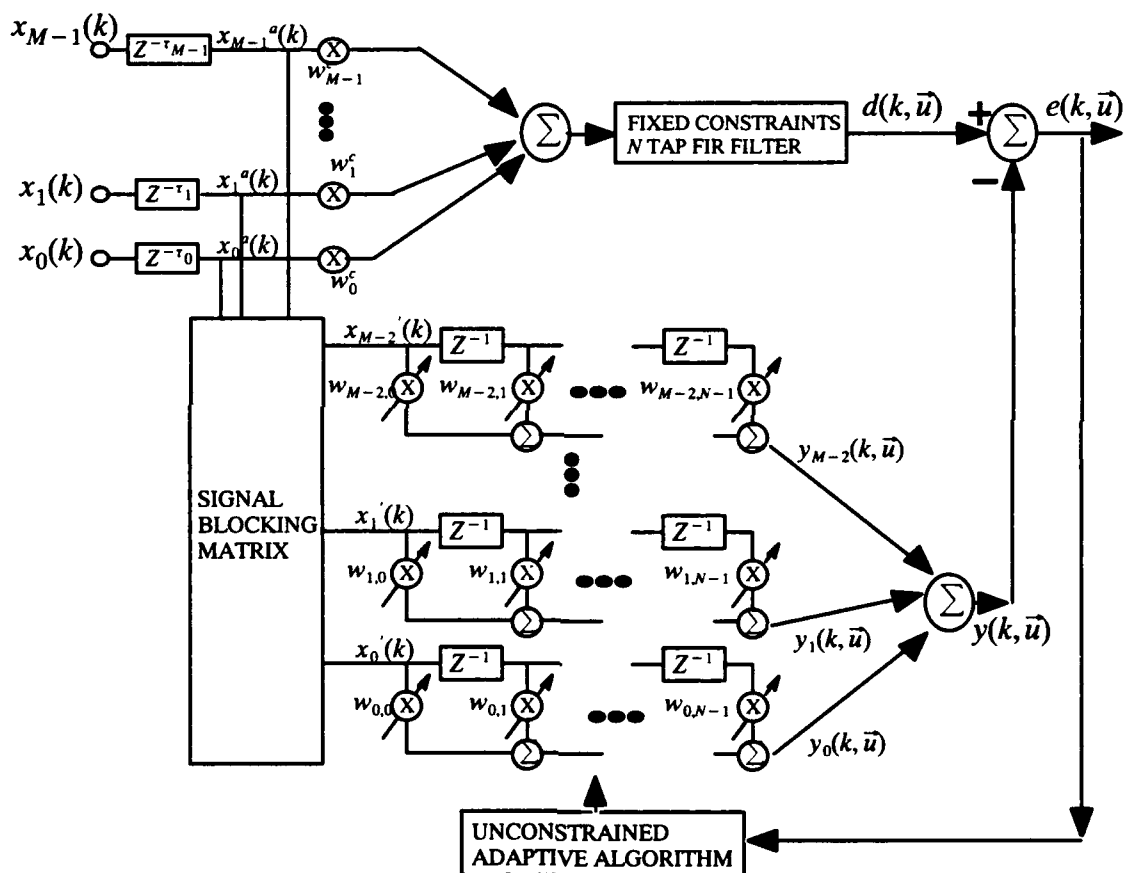 x_{M-1}(k)
Z^{-τ_{M-1}}
x_{M-1}^a(k)
w_{M-1}^c
x_1(k)
Z^{-τ_1}
x_1^a(k)
w_1^c
x_0(k)
Z^{-τ_0}
x_0^a(k)
w_0^c
X
X
X
Σ
FIXED CONSTRAINTS
N TAP FIR FILTER
d(k,u⃗)
+
−
Σ
e(k,u⃗)
SIGNAL
BLOCKING
MATRIX
x_{M-2}'(k)
Z^{-1}
Z^{-1}
w_{M-2,0}
X
w_{M-2,1}
X
w_{M-2,N-1}
X
Σ
Σ
y_{M-2}(k,u⃗)
x_1'(k)
Z^{-1}
Z^{-1}
w_{1,0}
X
w_{1,1}
X
w_{1,N-1}
X
Σ
Σ
y_1(k,u⃗)
Σ
y(k,u⃗)
x_0'(k)
Z^{-1}
Z^{-1}
w_{0,0}
X
w_{0,1}
X
w_{0,N-1}
X
Σ
Σ
y_0(k,u⃗)
UNCONSTRAINED
ADAPTIVE ALGORITHM